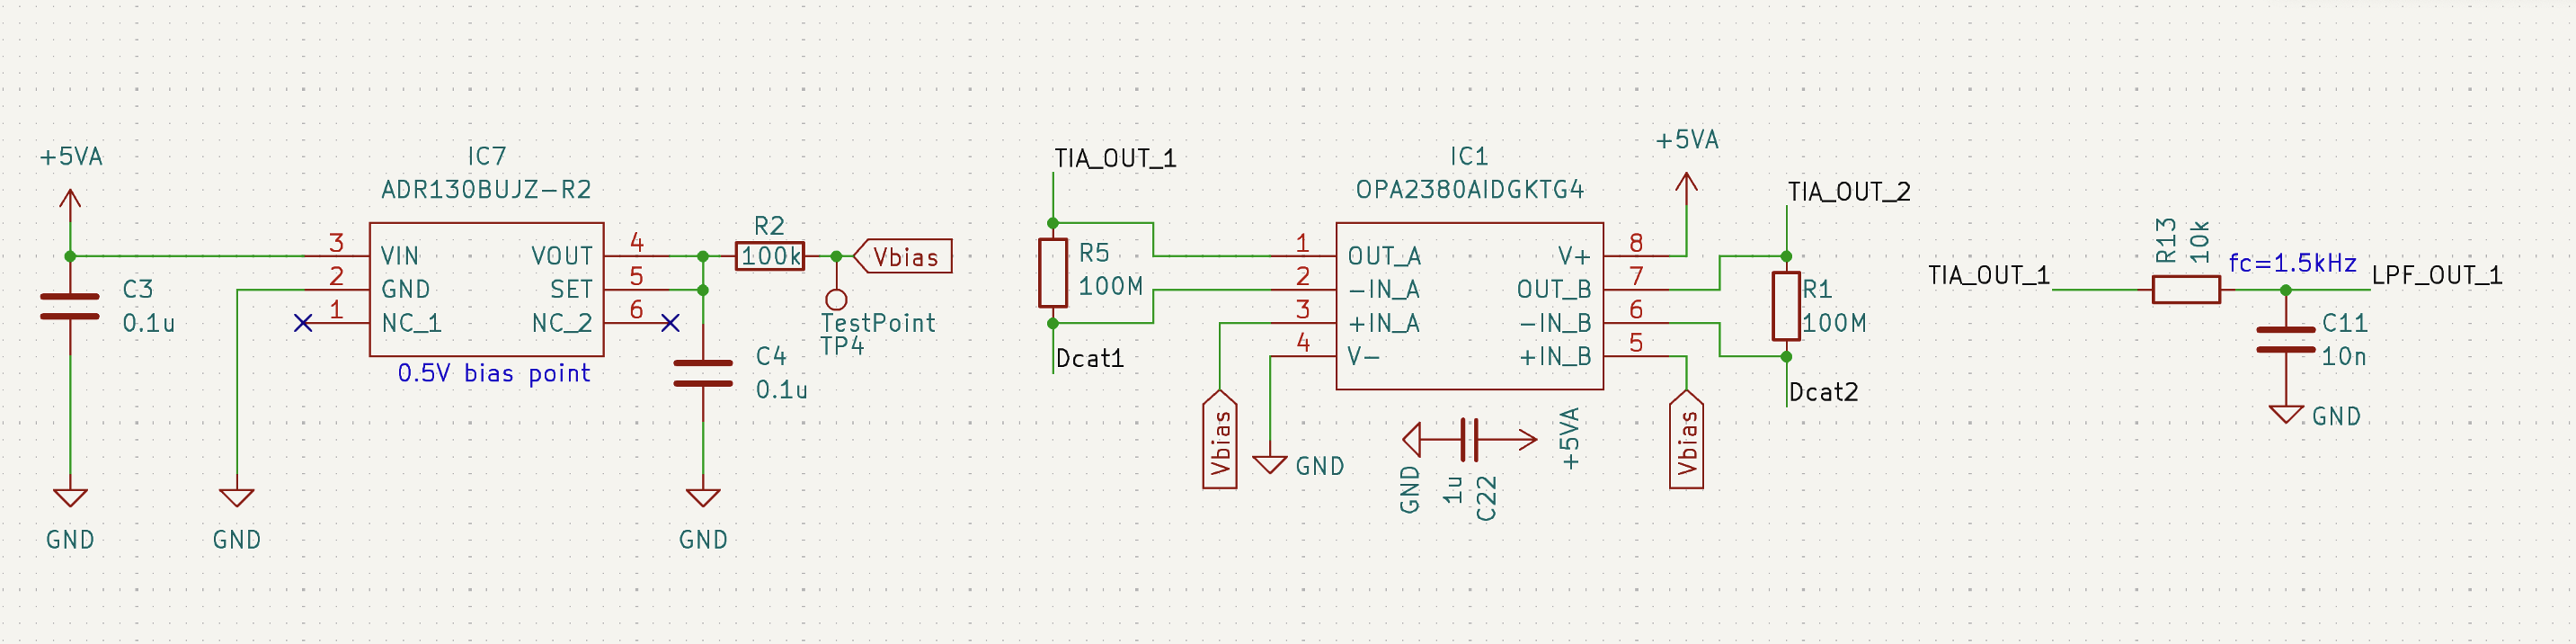 +5VA
IC7
ADR130BUJZ-R2
3
VIN
VOUT
4
2
GND
SET
5
1
NC_1
NC_2
6
0.5V bias point
C3
0.1u
R2
100k
Vbias
TestPoint
TP4
C4
0.1u
GND
GND
GND
TIA_OUT_1
R5
100M
Dcat1
IC1
OPA2380AIDGKTG4
1
OUT_A
V+
8
2
-IN_A
OUT_B
7
3
+IN_A
-IN_B
6
4
V-
+IN_B
5
+5VA
TIA_OUT_2
R1
100M
Dcat2
Vbias
GND
GND
1u
C22
+5VA
Vbias
TIA_OUT_1
R13
10k
fc=1.5kHz
LPF_OUT_1
C11
10n
GND